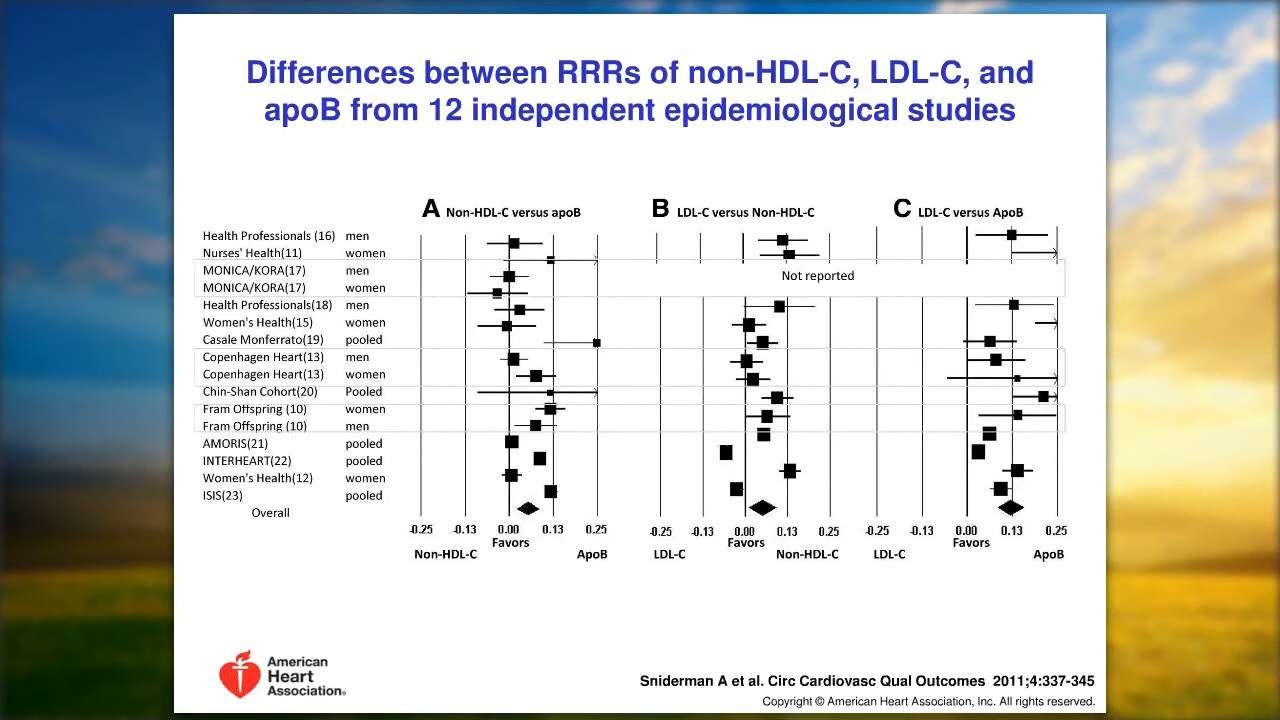 Differences between RRRs of non-HDL-C, LDL-C, and
apoB from 12 independent epidemiological studies
A Non-HDL-C versus apoB
B LDL-C versus Non-HDL-C
C LDL-C versus ApoB
Health Professionals (16) men
Nurses' Health(11) women
MONICA/KORA(17) men
Not reported
MONICA/KORA(17) women
Health Professionals(18) men
Women's Health(15) women
Casale Monferrato(19) pooled
Copenhagen Heart(13) men
Copenhagen Heart(13) women
Chin-Shan Cohort(20) Pooled
Fram Offspring (10) women
Fram Offspring (10) men
AMORIS(21) pooled
INTERHEART(22) pooled
Women's Health(12) women
ISIS(23) pooled
Overall
-0.25 -0.13 0.00 0.13 0.25
-0.25 -0.13 0.00 0.13 0.25
-0.25 -0.13 0.00 0.13 0.25
Favors
Favors
Favors
Non-HDL-C ApoB
LDL-C Non-HDL-C
LDL-C ApoB
American
Heart
Association®
Sniderman A et al. Circ Cardiovasc Qual Outcomes 2011;4:337-345
Copyright © American Heart Association, Inc. All rights reserved.